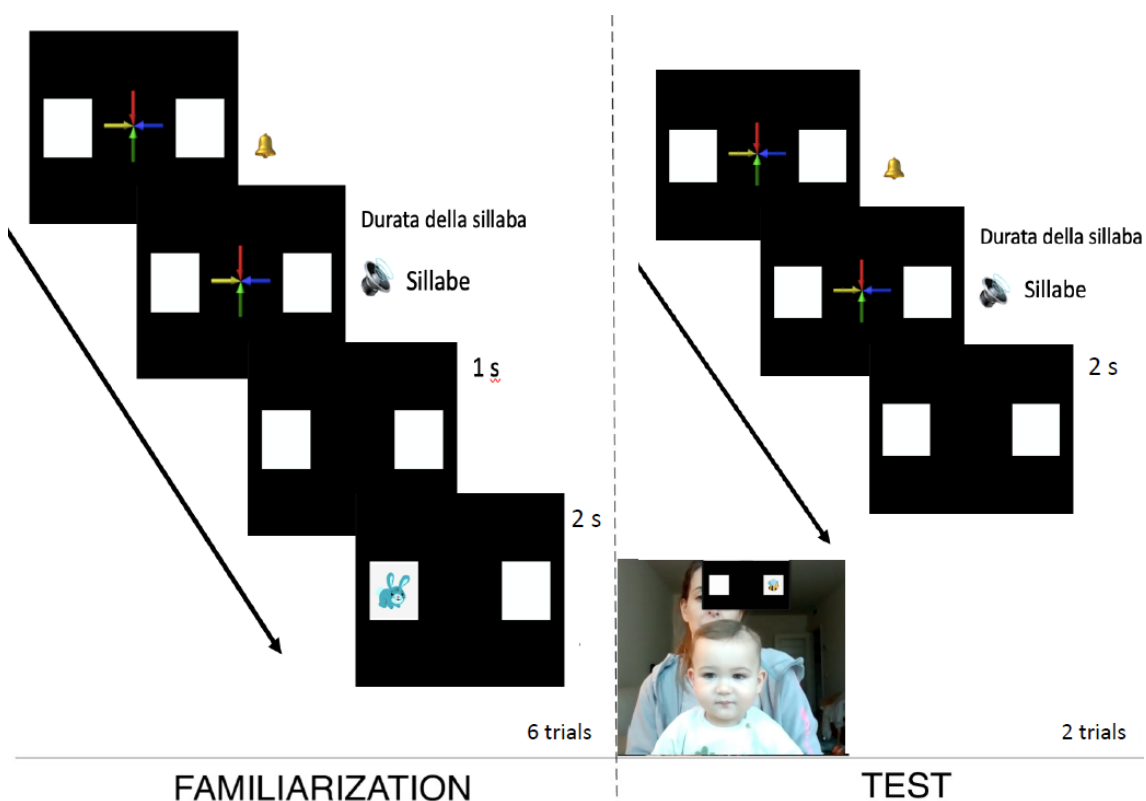 Durata della sillaba
Sillabe
1 s
2 s
6 trials
FAMILIARIZATION
Durata della sillaba
Sillabe
2 s
2 trials
TEST